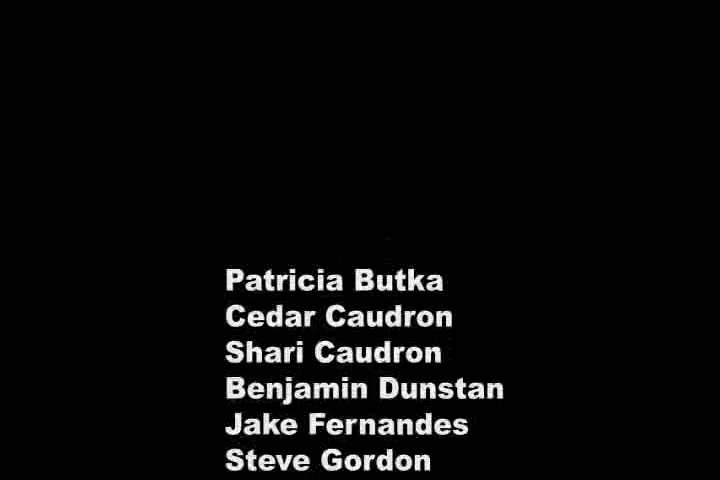 Patricia Butka
Cedar Caudron
Shari Caudron
Benjamin Dunstan
Jake Fernandes
Steve Gordon